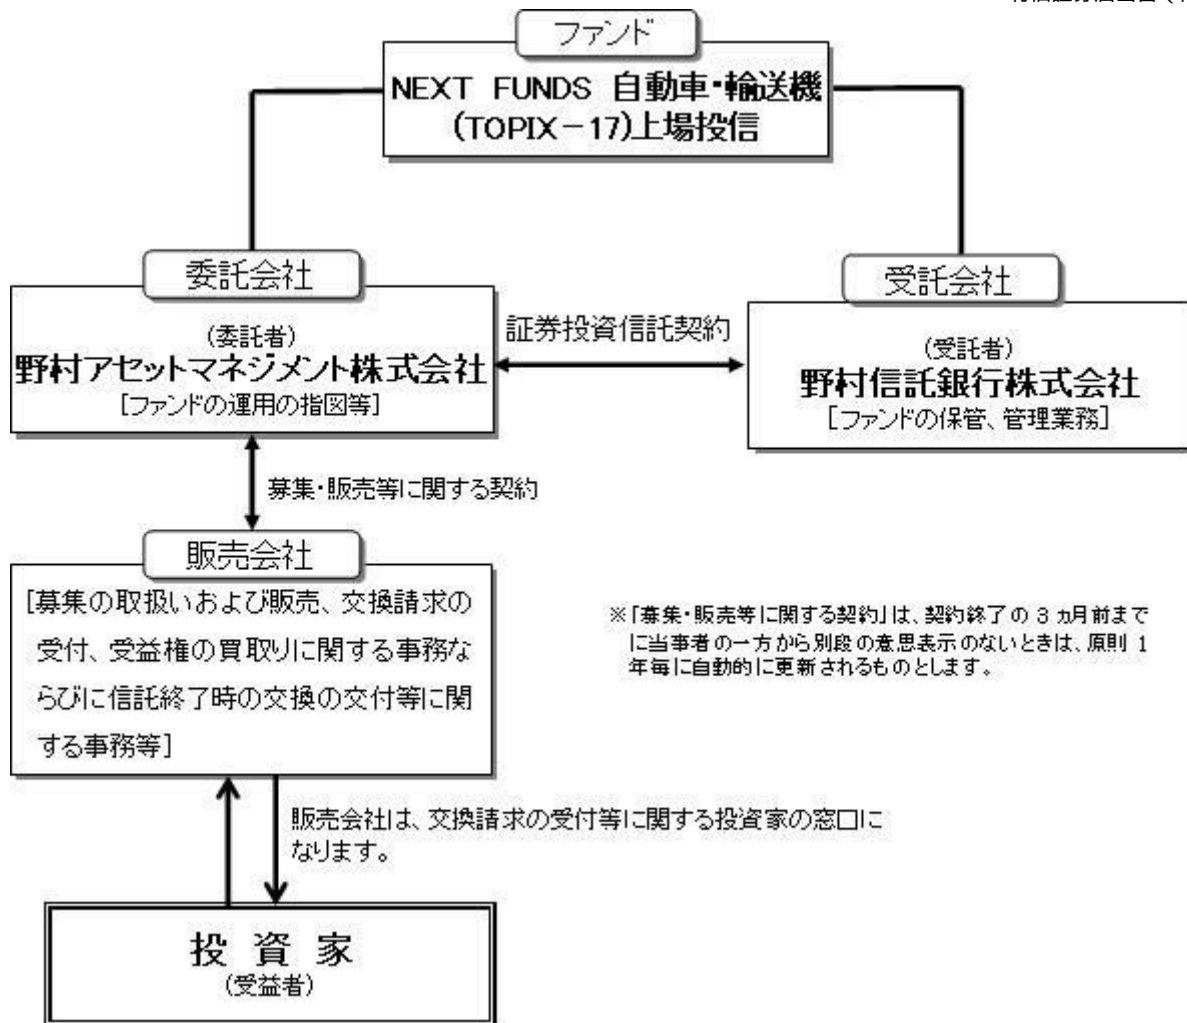 ファンド
NEXT FUNDS 自動車・輸送機
(TOPIX－17)上場投信
委託会社
(委託者)
野村アセットマネジメント株式会社
[ファンドの運用の指図等]
証券投資信託契約
受託会社
(受託者)
野村信託銀行株式会社
[ファンドの保管、管理業務]
募集・販売等に関する契約
販売会社
[募集の取扱いおよび販売、交換請求の
受付、受益権の買取りに関する事務な
らびに信託終了時の交換の交付等に関
する事務等]
※「募集・販売等に関する契約」は、契約終了の3カ月前まで
に当事者の一方から別段の意思表示のないときは、原則1
年毎に自動的に更新されるものとします。
販売会社は、交換請求の受付等に関する投資家の窓口に
なります。
投資家
(受益者)